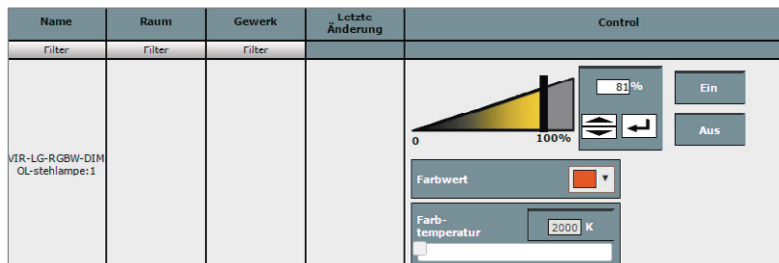 Name Raum Gewerk Letzte Änderung Control
Filter Filter Filter
VIR-LG-RGBW-DIM
OL-stehlampe:1
0 100%
81 %
Ein
Aus
Farbwert
Farb-
temperatur
2000 K